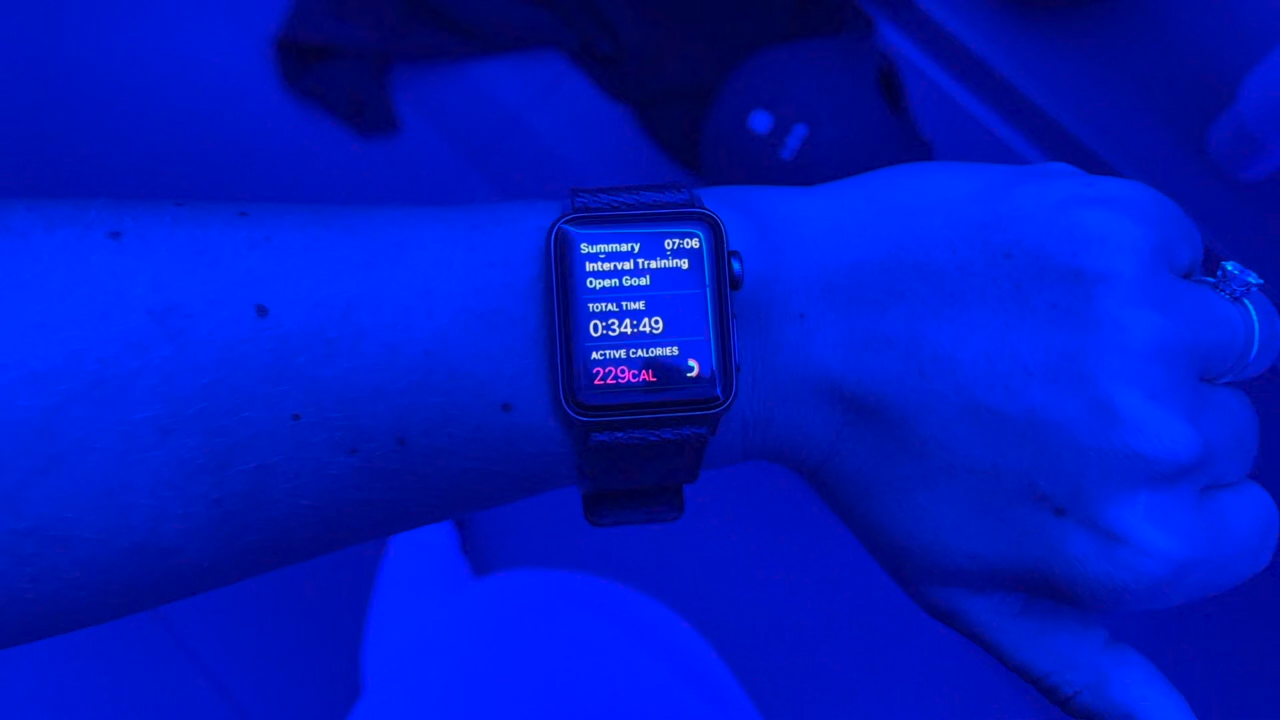 Summary 07:06
Interval Training
Open Goal
TOTAL TIME
0:34:49
ACTIVE CALORIES
229CAL